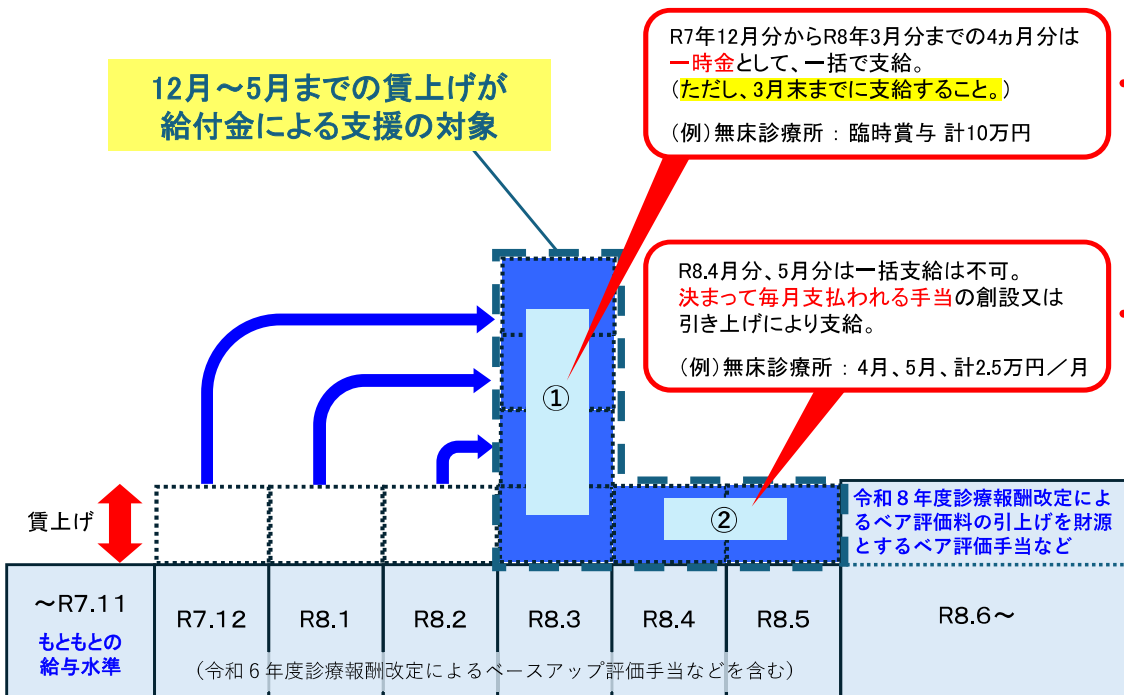 R7年12月分からR8年3月分までの4ヵ月分は
一時金として、一括で支給。
(ただし、3月末までに支給すること。)
(例)無床診療所 : 臨時賞与 計10万円
12月～5月までの賃上げが
給付金による支援の対象
R8.4月分、5月分は一括支給は不可。
決まって毎月支払われる手当の創設又は
引き上げにより支給。
(例)無床診療所 : 4月、5月、計2.5万円／月
①
②
賃上げ
令和８年度診療報酬改定によ
るベア評価料の引上げを財源
とするベア評価手当など
～R7.11
もともとの
給与水準
R7.12
R8.1
R8.2
R8.3
R8.4
R8.5
R8.6～
(令和６年度診療報酬改定によるベースアップ評価手当などを含む)